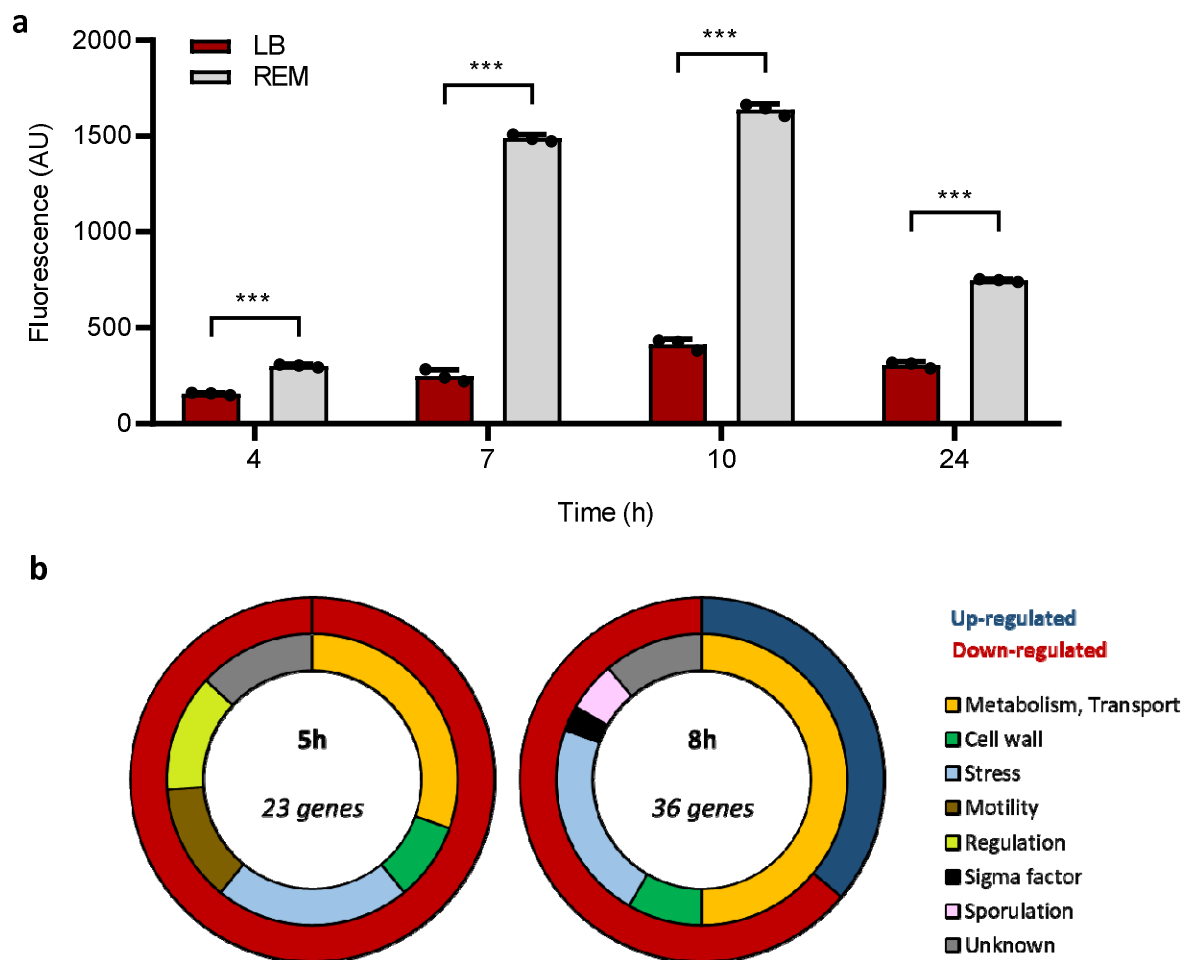 a
2000
1500
1000
500
0
Fluorescence (AU)
LB
REM
***
***
***
***
4 7 10 24
Time (h)
b
5h
23 genes
8h
36 genes
Up-regulated
Down-regulated
Metabolism, Transport
Cell wall
Stress
Motility
Regulation
Sigma factor
Sporulation
Unknown